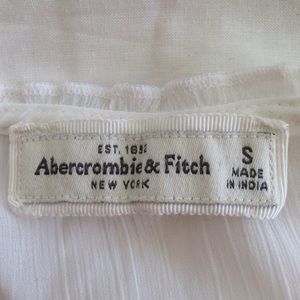 EST. 1892
Abercrombie & Fitch
NEW YORK
S
MADE
IN INDIA